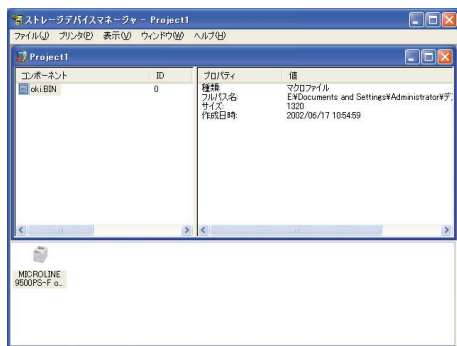 ストレージデバイスマネージャ - Project1
ファイル(J) プリンタ(P) 表示(V) ウィンドウ(W) ヘルプ(H)
Project1
コンポーネント ID
oki.BIN 0
プロパティ 値
種類: マクロファイル
フルパス名: E:¥Documents and Settings¥Administrator¥デ
サイズ: 1320
作成日時: 2002/06/17 10:54:59
MICROLINE
9500PS-F o...